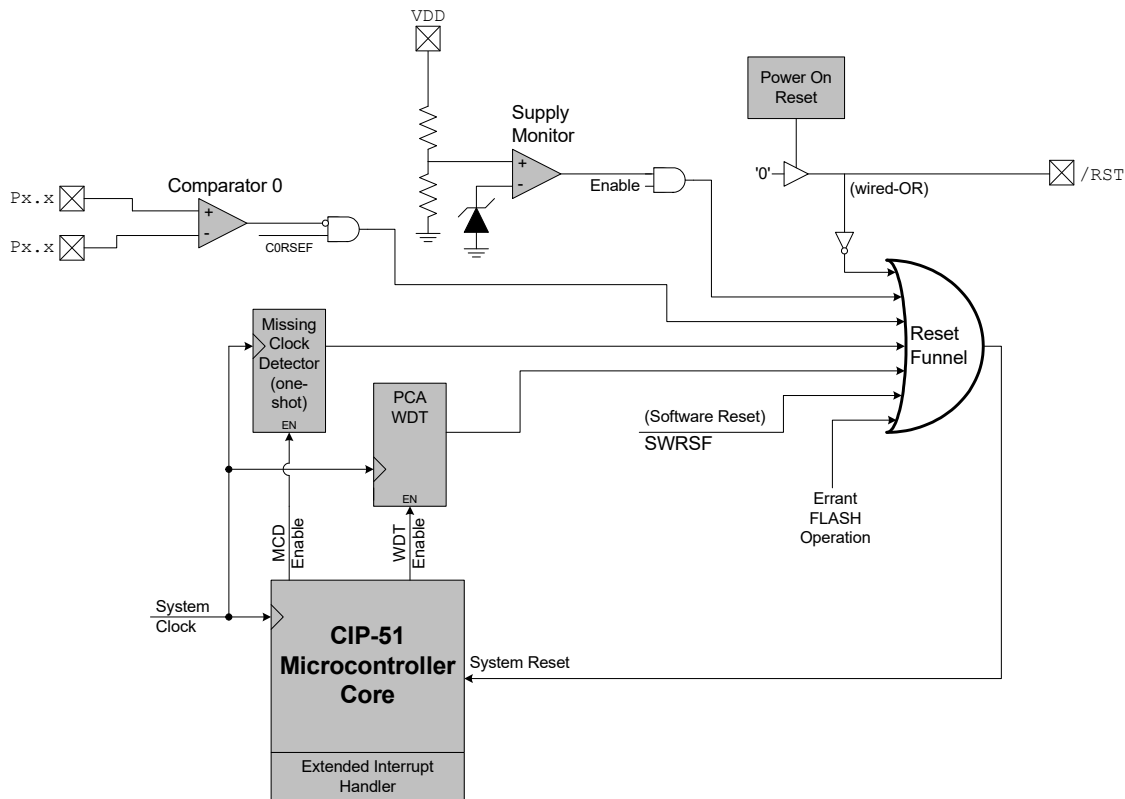 VDD
Power On
Reset
Supply
Monitor
+
-
Enable
'0'
(wired-OR)
/RST
Comparator 0
Px.x
+
Px.x
-
C0RSEF
Missing
Clock
Detector
(one-
shot)
EN
Reset
Funnel
PCA
WDT
EN
(Software Reset)
SWRSF
Errant
FLASH
Operation
MCD
Enable
WDT
Enable
System
Clock
CIP-51
Microcontroller
Core
System Reset
Extended Interrupt
Handler